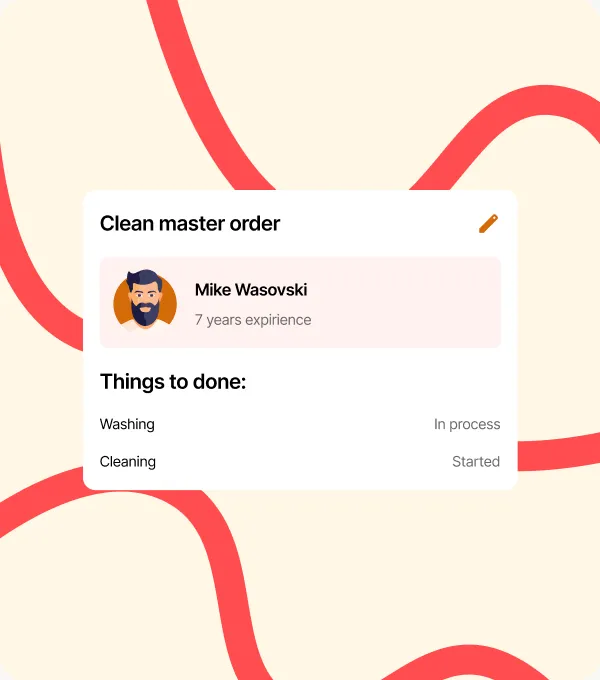 Clean master order
Mike Wasovski
7 years expirience
Things to done:
Washing In process
Cleaning Started